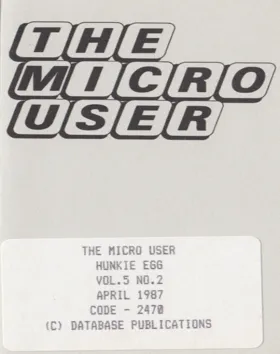 THE
MICRO
USER
THE MICRO USER
HUNKIE EGG
VOL.5 NO.2
APRIL 1987
CODE - 2470
(C) DATABASE PUBLICATIONS